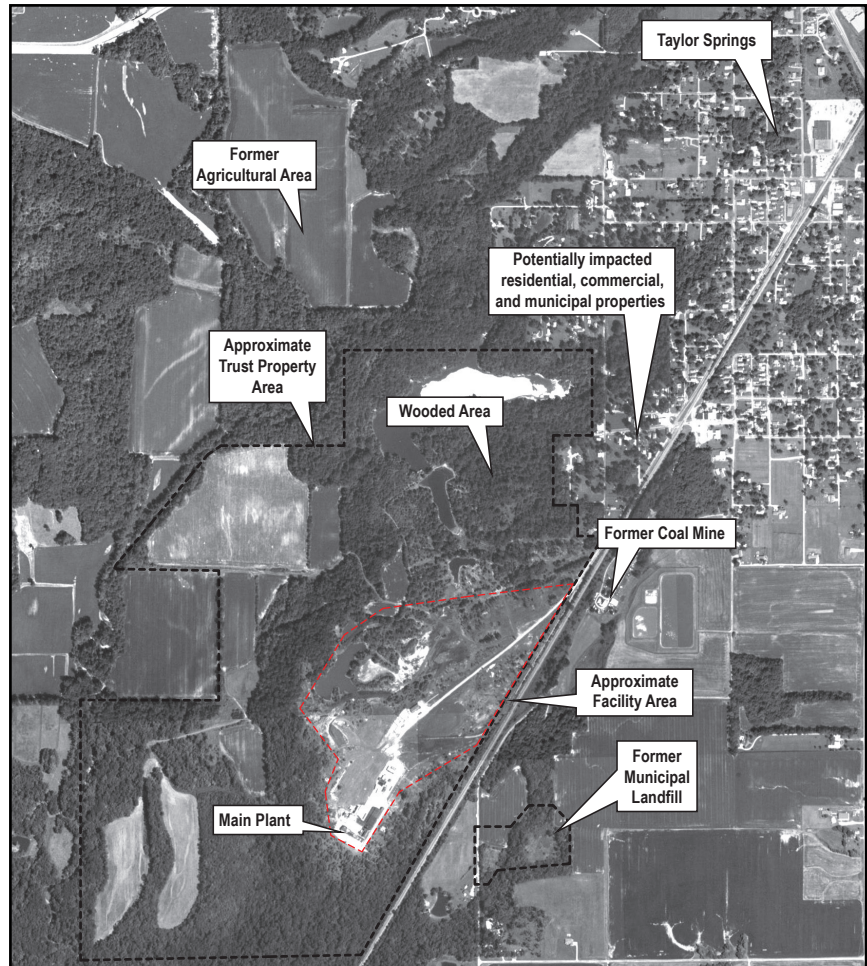 Taylor Springs
Former
Agricultural Area
Potentially impacted
residential, commercial,
and municipal properties
Approximate
Trust Property
Area
Wooded Area
Former Coal Mine
Approximate
Facility Area
Former
Municipal
Landfill
Main Plant